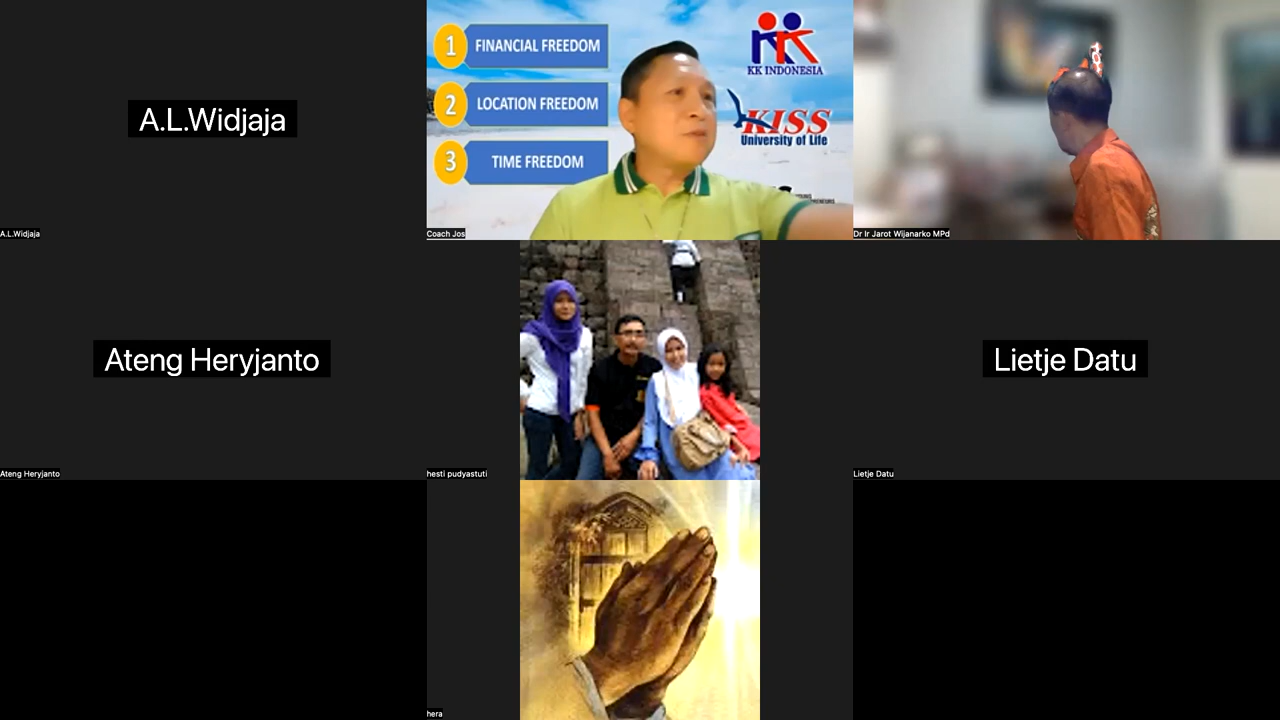 A.L.Widjaja
A.L.Widjaja
1 FINANCIAL FREEDOM
2 LOCATION FREEDOM
3 TIME FREEDOM
KK INDONESIA
KISS
University of Life
Coach Jos
Dr Ir Jarot Wijanarko MPd
Ateng Heryjanto
Ateng Heryjanto
hesti pudyastuti
Lietje Datu
Lietje Datu
hera